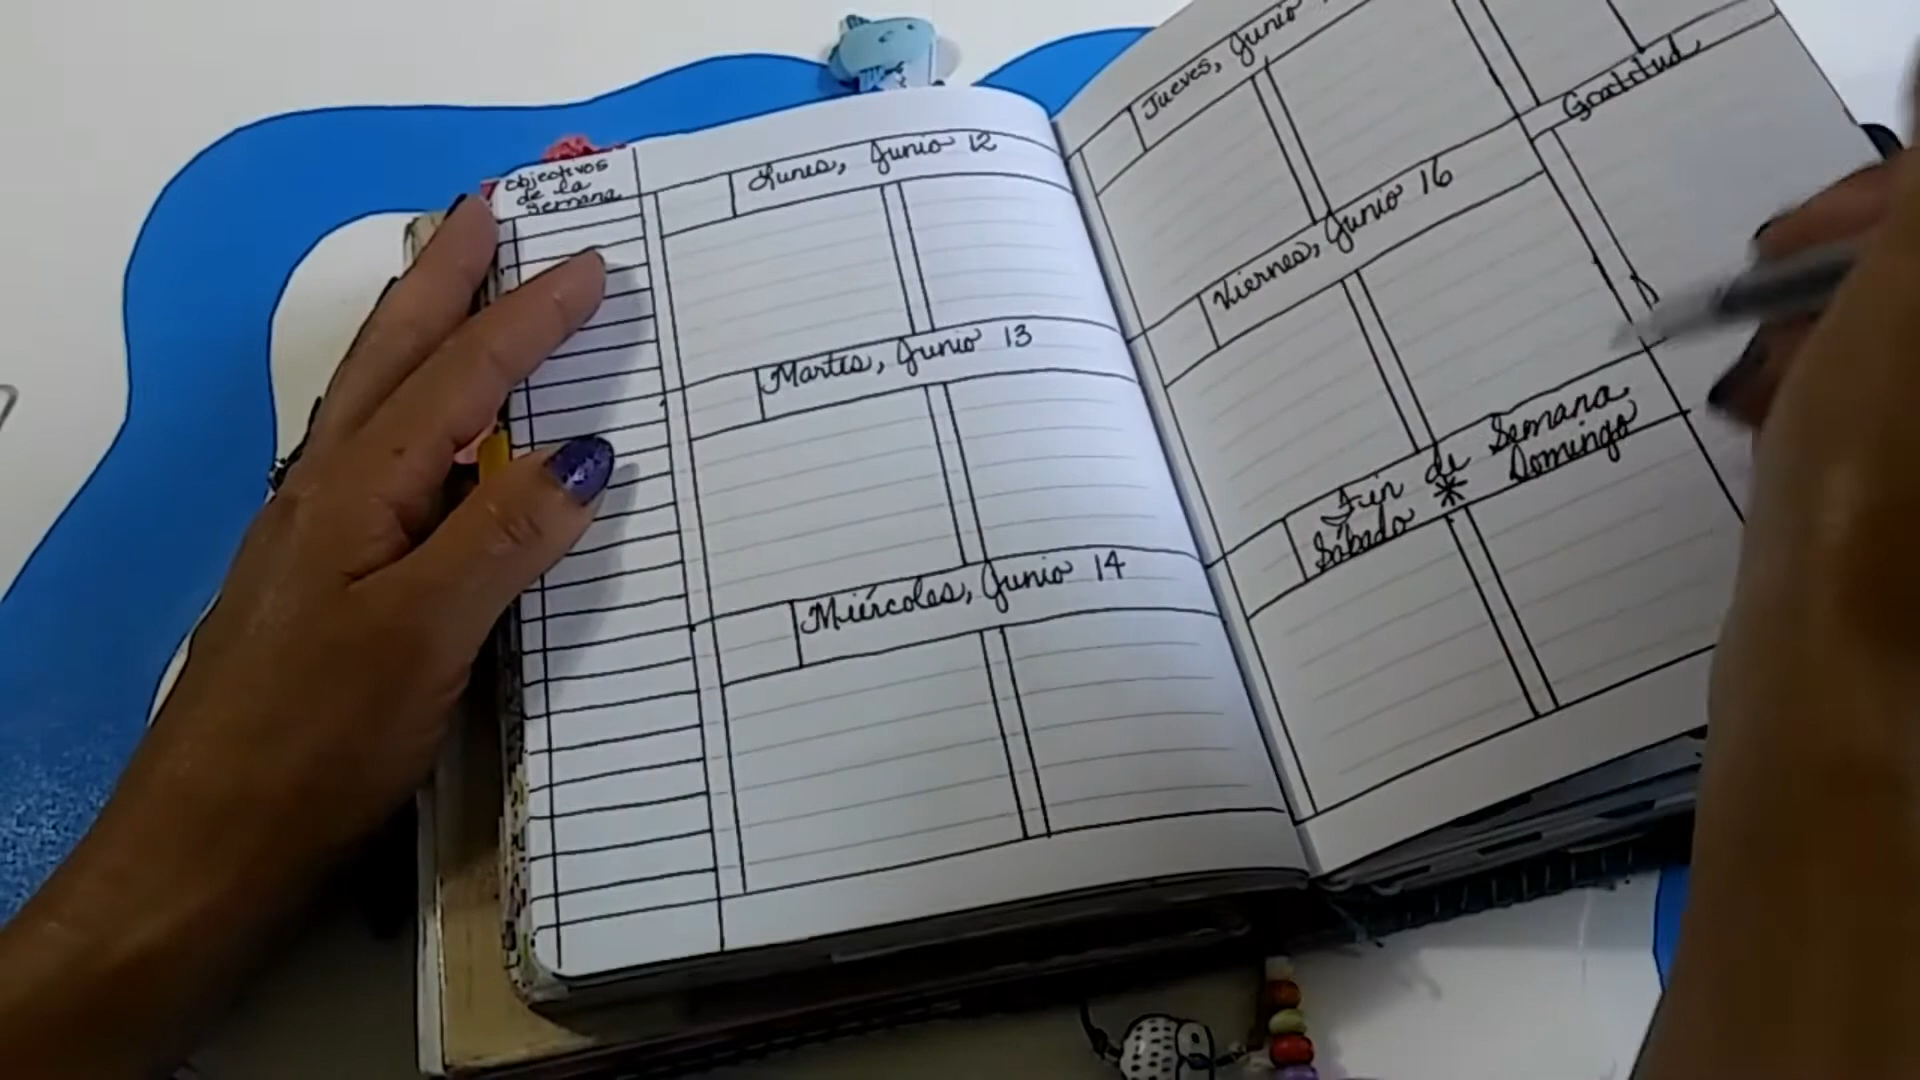 Objectivos
de la
Semana
Lunes, Junio 12
Martes, Junio 13
Miércoles, Junio 14
Jueves, Junio
Viernes, Junio 16
Fin de Semana
Sábado * Domingo
Gratitud